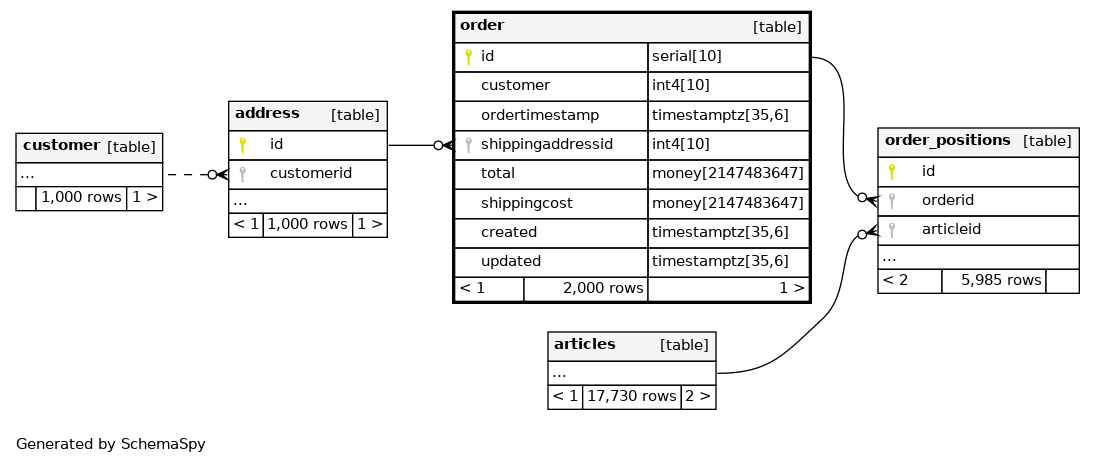 customer [table]
...
1,000 rows 1 >
address [table]
id
customerid
...
< 1 1,000 rows 1 >
order [table]
id serial[10]
customer int4[10]
ordertimestamp timestamptz[35,6]
shippingaddressid int4[10]
total money[2147483647]
shippingcost money[2147483647]
created timestamptz[35,6]
updated timestamptz[35,6]
< 1 2,000 rows 1 >
order_positions [table]
id
orderid
articleid
...
< 2 5,985 rows
articles [table]
...
< 1 17,730 rows 2 >
Generated by SchemaSpy